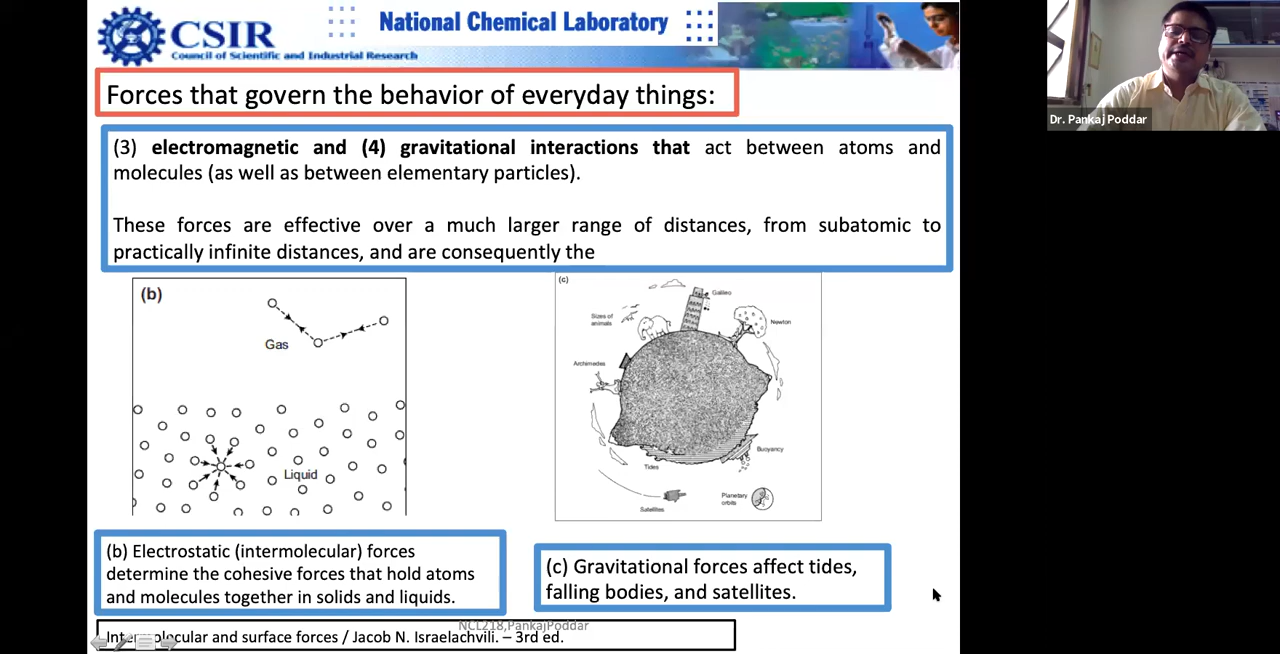 CSIR
Council of Scientific and Industrial Research
National Chemical Laboratory
Dr. Pankaj Poddar
Forces that govern the behavior of everyday things:
(3) electromagnetic and (4) gravitational interactions that act between atoms and
molecules (as well as between elementary particles).
These forces are effective over a much larger range of distances, from subatomic to
practically infinite distances, and are consequently the
(b)
Gas
Liquid
(c)
Galileo
Sizes of
animals
Newton
Archimedes
Buoyancy
Tides
Planetary
orbits
Satellites
(b) Electrostatic (intermolecular) forces
determine the cohesive forces that hold atoms
and molecules together in solids and liquids.
(c) Gravitational forces affect tides,
falling bodies, and satellites.
NCL218,PankajPoddar
Intermolecular and surface forces / Jacob N. Israelachvili. – 3rd ed.